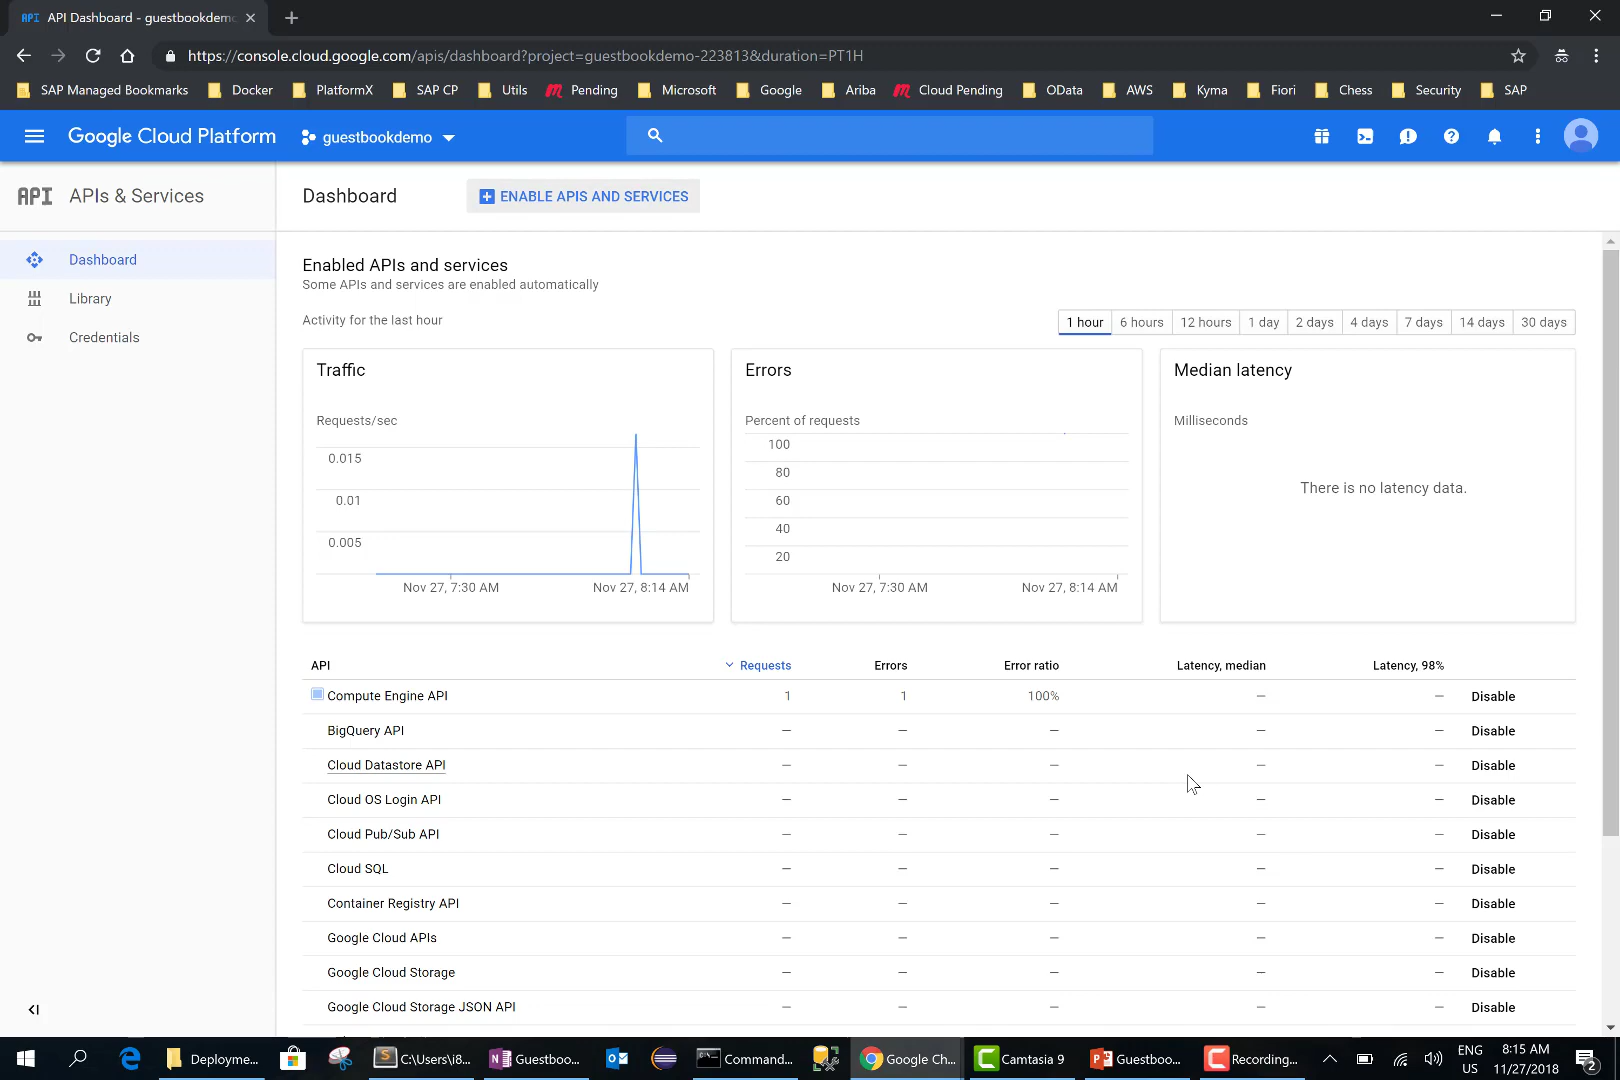 API Dashboard - guestbookdem
https://console.cloud.google.com/apis/dashboard?project=guestbookdemo-223813&duration=PT1H
SAP Managed Bookmarks Docker PlatformX SAP CP Utils Pending Microsoft Google Ariba Cloud Pending OData AWS Kyma Fiori Chess Security SAP
Google Cloud Platform guestbookdemo
API APIs & Services
Dashboard ENABLE APIS AND SERVICES
Dashboard
Library
Credentials
Enabled APIs and services
Some APIs and services are enabled automatically
Activity for the last hour
1 hour 6 hours 12 hours 1 day 2 days 4 days 7 days 14 days 30 days
Traffic
Requests/sec
0.015
0.01
0.005
Nov 27, 7:30 AM Nov 27, 8:14 AM
Errors
Percent of requests
100
80
60
40
20
Nov 27, 7:30 AM Nov 27, 8:14 AM
Median latency
Milliseconds
There is no latency data.
API Requests Errors Error ratio Latency, median Latency, 98%
Compute Engine API 1 1 100% — — Disable
BigQuery API — — — — — Disable
Cloud Datastore API — — — — — Disable
Cloud OS Login API — — — — — Disable
Cloud Pub/Sub API — — — — — Disable
Cloud SQL — — — — — Disable
Container Registry API — — — — — Disable
Google Cloud APIs — — — — — Disable
Google Cloud Storage — — — — — Disable
Google Cloud Storage JSON API — — — — — Disable
Deployme... C:\Users\i8... Guestboo... Command... Google Ch... Camtasia 9 Guestboo... Recording...
ENG
US
8:15 AM
11/27/2018
2